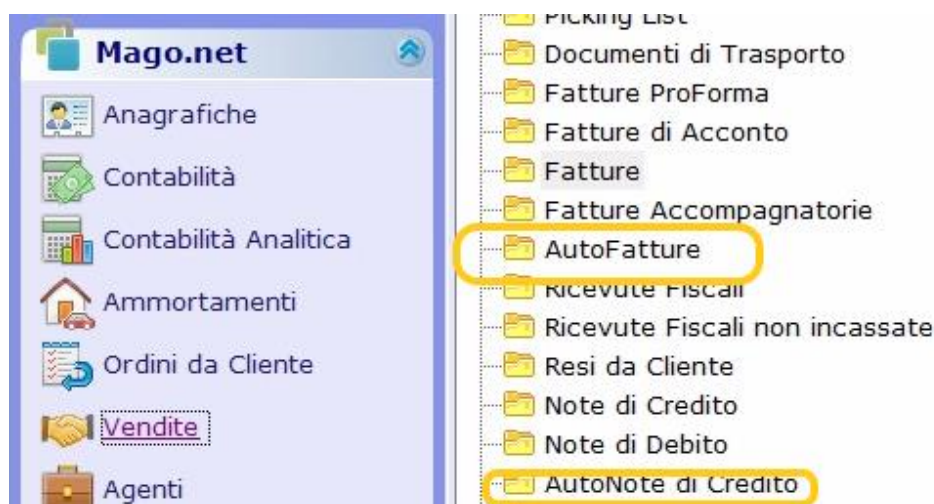 Mago.net
Anagrafiche
Contabilità
Contabilità Analitica
Ammortamenti
Ordini da Cliente
Vendite
Agenti
Picking List
Documenti di Trasporto
Fatture ProForma
Fatture di Acconto
Fatture
Fatture Accompagnatorie
AutoFatture
Ricevute Fiscali
Ricevute Fiscali non incassate
Resi da Cliente
Note di Credito
Note di Debito
AutoNote di Credito